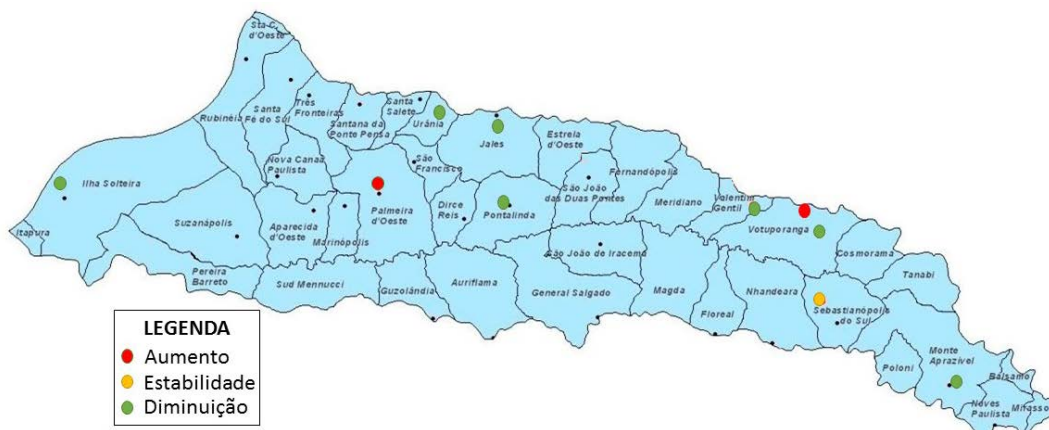 Sta C.
d'Oeste
Rubinéia
Santa
Fé do Sul
Três
Fronteiras
Santana da
Ponte Pensa
Santa
Salete
Urânia
Jales
Estrela
d'Oeste
Fernandópolis
Nova Canaã
Paulista
São
Francisco
Ilha Solteira
Itapura
Suzanápolis
Aparecida
d'Oeste
Marinópolis
Palmeira
d'Oeste
Dirce
Reis
Pontalinda
São João
das Duas Pontes
Meridiano
Valentim
Gentil
Votuporanga
Cosmorama
Tanabi
Pereira
Barreto
Sud Mennucci
Guzolândia
Auriflama
São João de Iracema
General Salgado
Magda
Floreal
Nhandeara
Sebastianópolis
do Sul
Poloni
Monte
Aprazível
Bálsamo
Neves
Paulista
LEGENDA
Aumento
Estabilidade
Diminuição